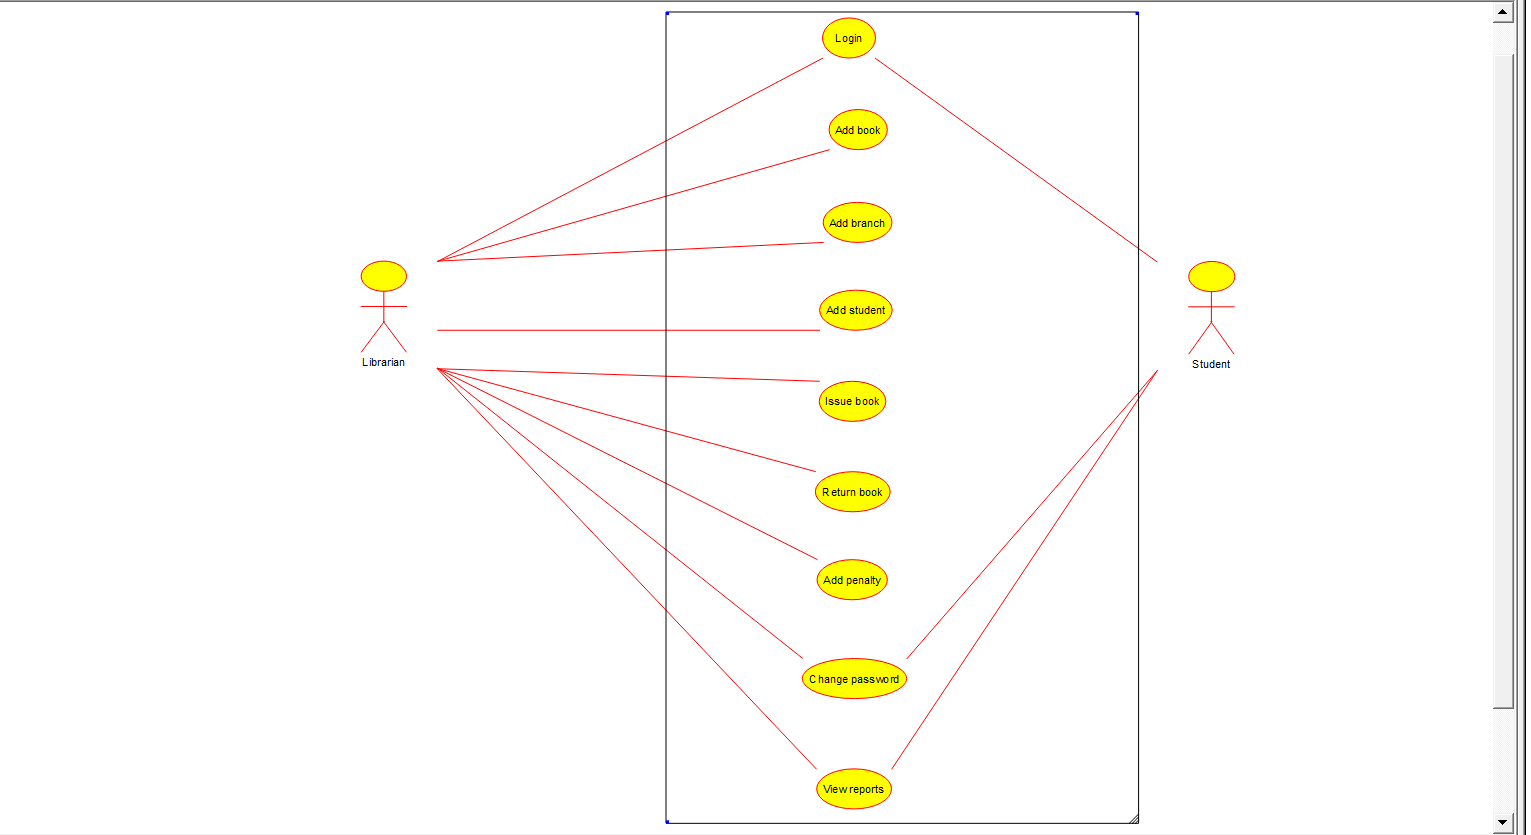 Login
Add book
Add branch
Add student
Librarian
Student
Issue book
Return book
Add penalty
Change password
View reports